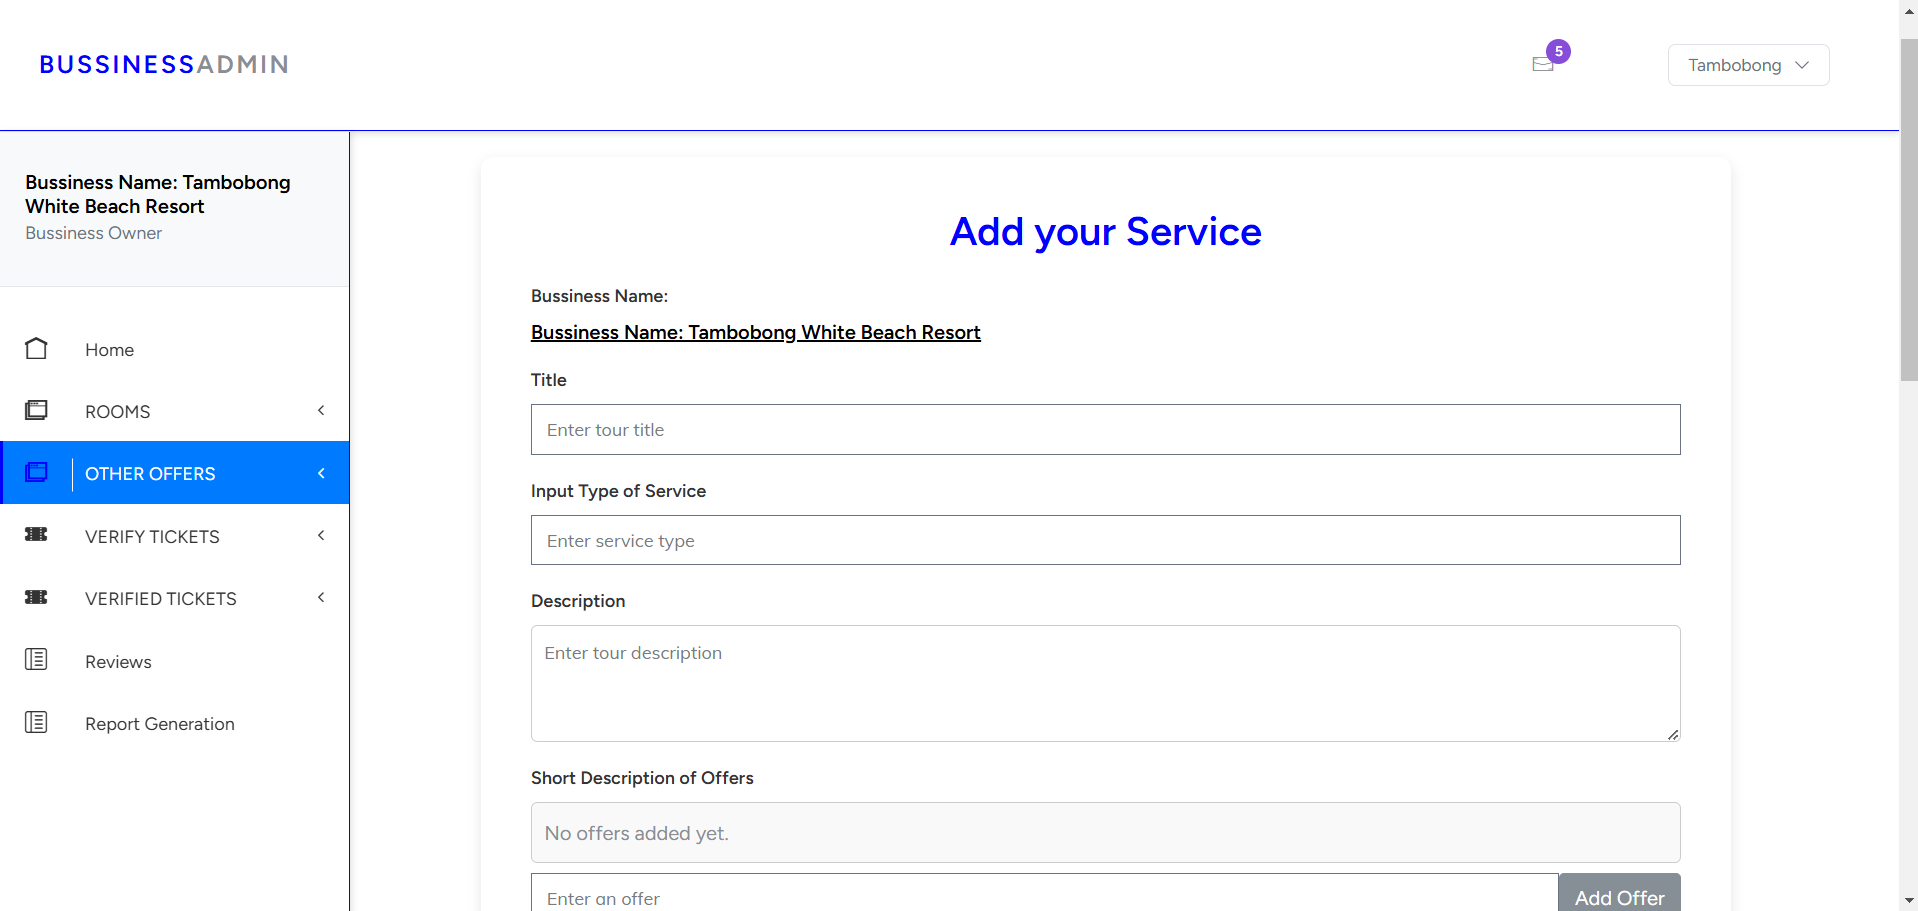 BUSSINESSADMIN
5
Tambobong
Bussiness Name: Tambobong
White Beach Resort
Bussiness Owner
Home
ROOMS
OTHER OFFERS
VERIFY TICKETS
VERIFIED TICKETS
Reviews
Report Generation
Add your Service
Bussiness Name:
Bussiness Name: Tambobong White Beach Resort
Title
Enter tour title
Input Type of Service
Enter service type
Description
Enter tour description
Short Description of Offers
No offers added yet.
Enter an offer
Add Offer